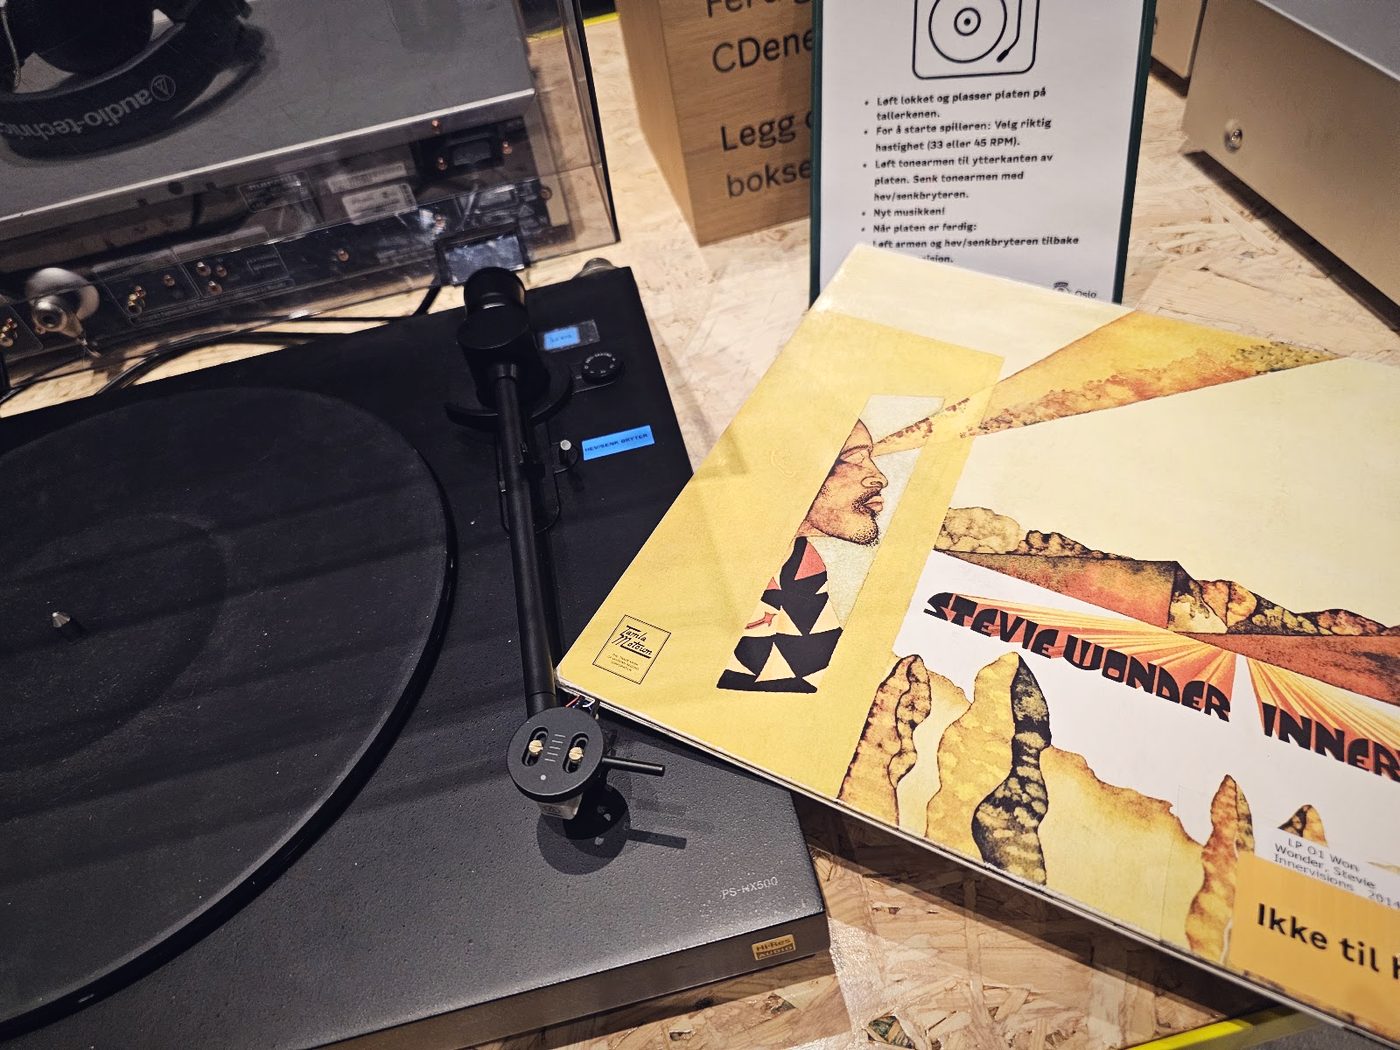 audio-technic
CDene
Legg
bokse
Løft lokket og plasser platen på
tallerkenen.
For å starte spilleren: Velg riktig
hastighet (33 eller 45 RPM).
Løft tonearmen til ytterkanten av
platen. Senk tonearmen med
hev/senkbryteren.
Nyt musikken!
Når platen er ferdig:
Løft armen og hev/senkbryteren tilbake
Oslo
HEV/SENK BRYTER
Tamla
Motown
STEVIE WONDER
INNER
PS-HX500
Hi-Res
AUDIO
LP O1 Won
Wonder, Stevie
Innervisions 2014
Ikke til